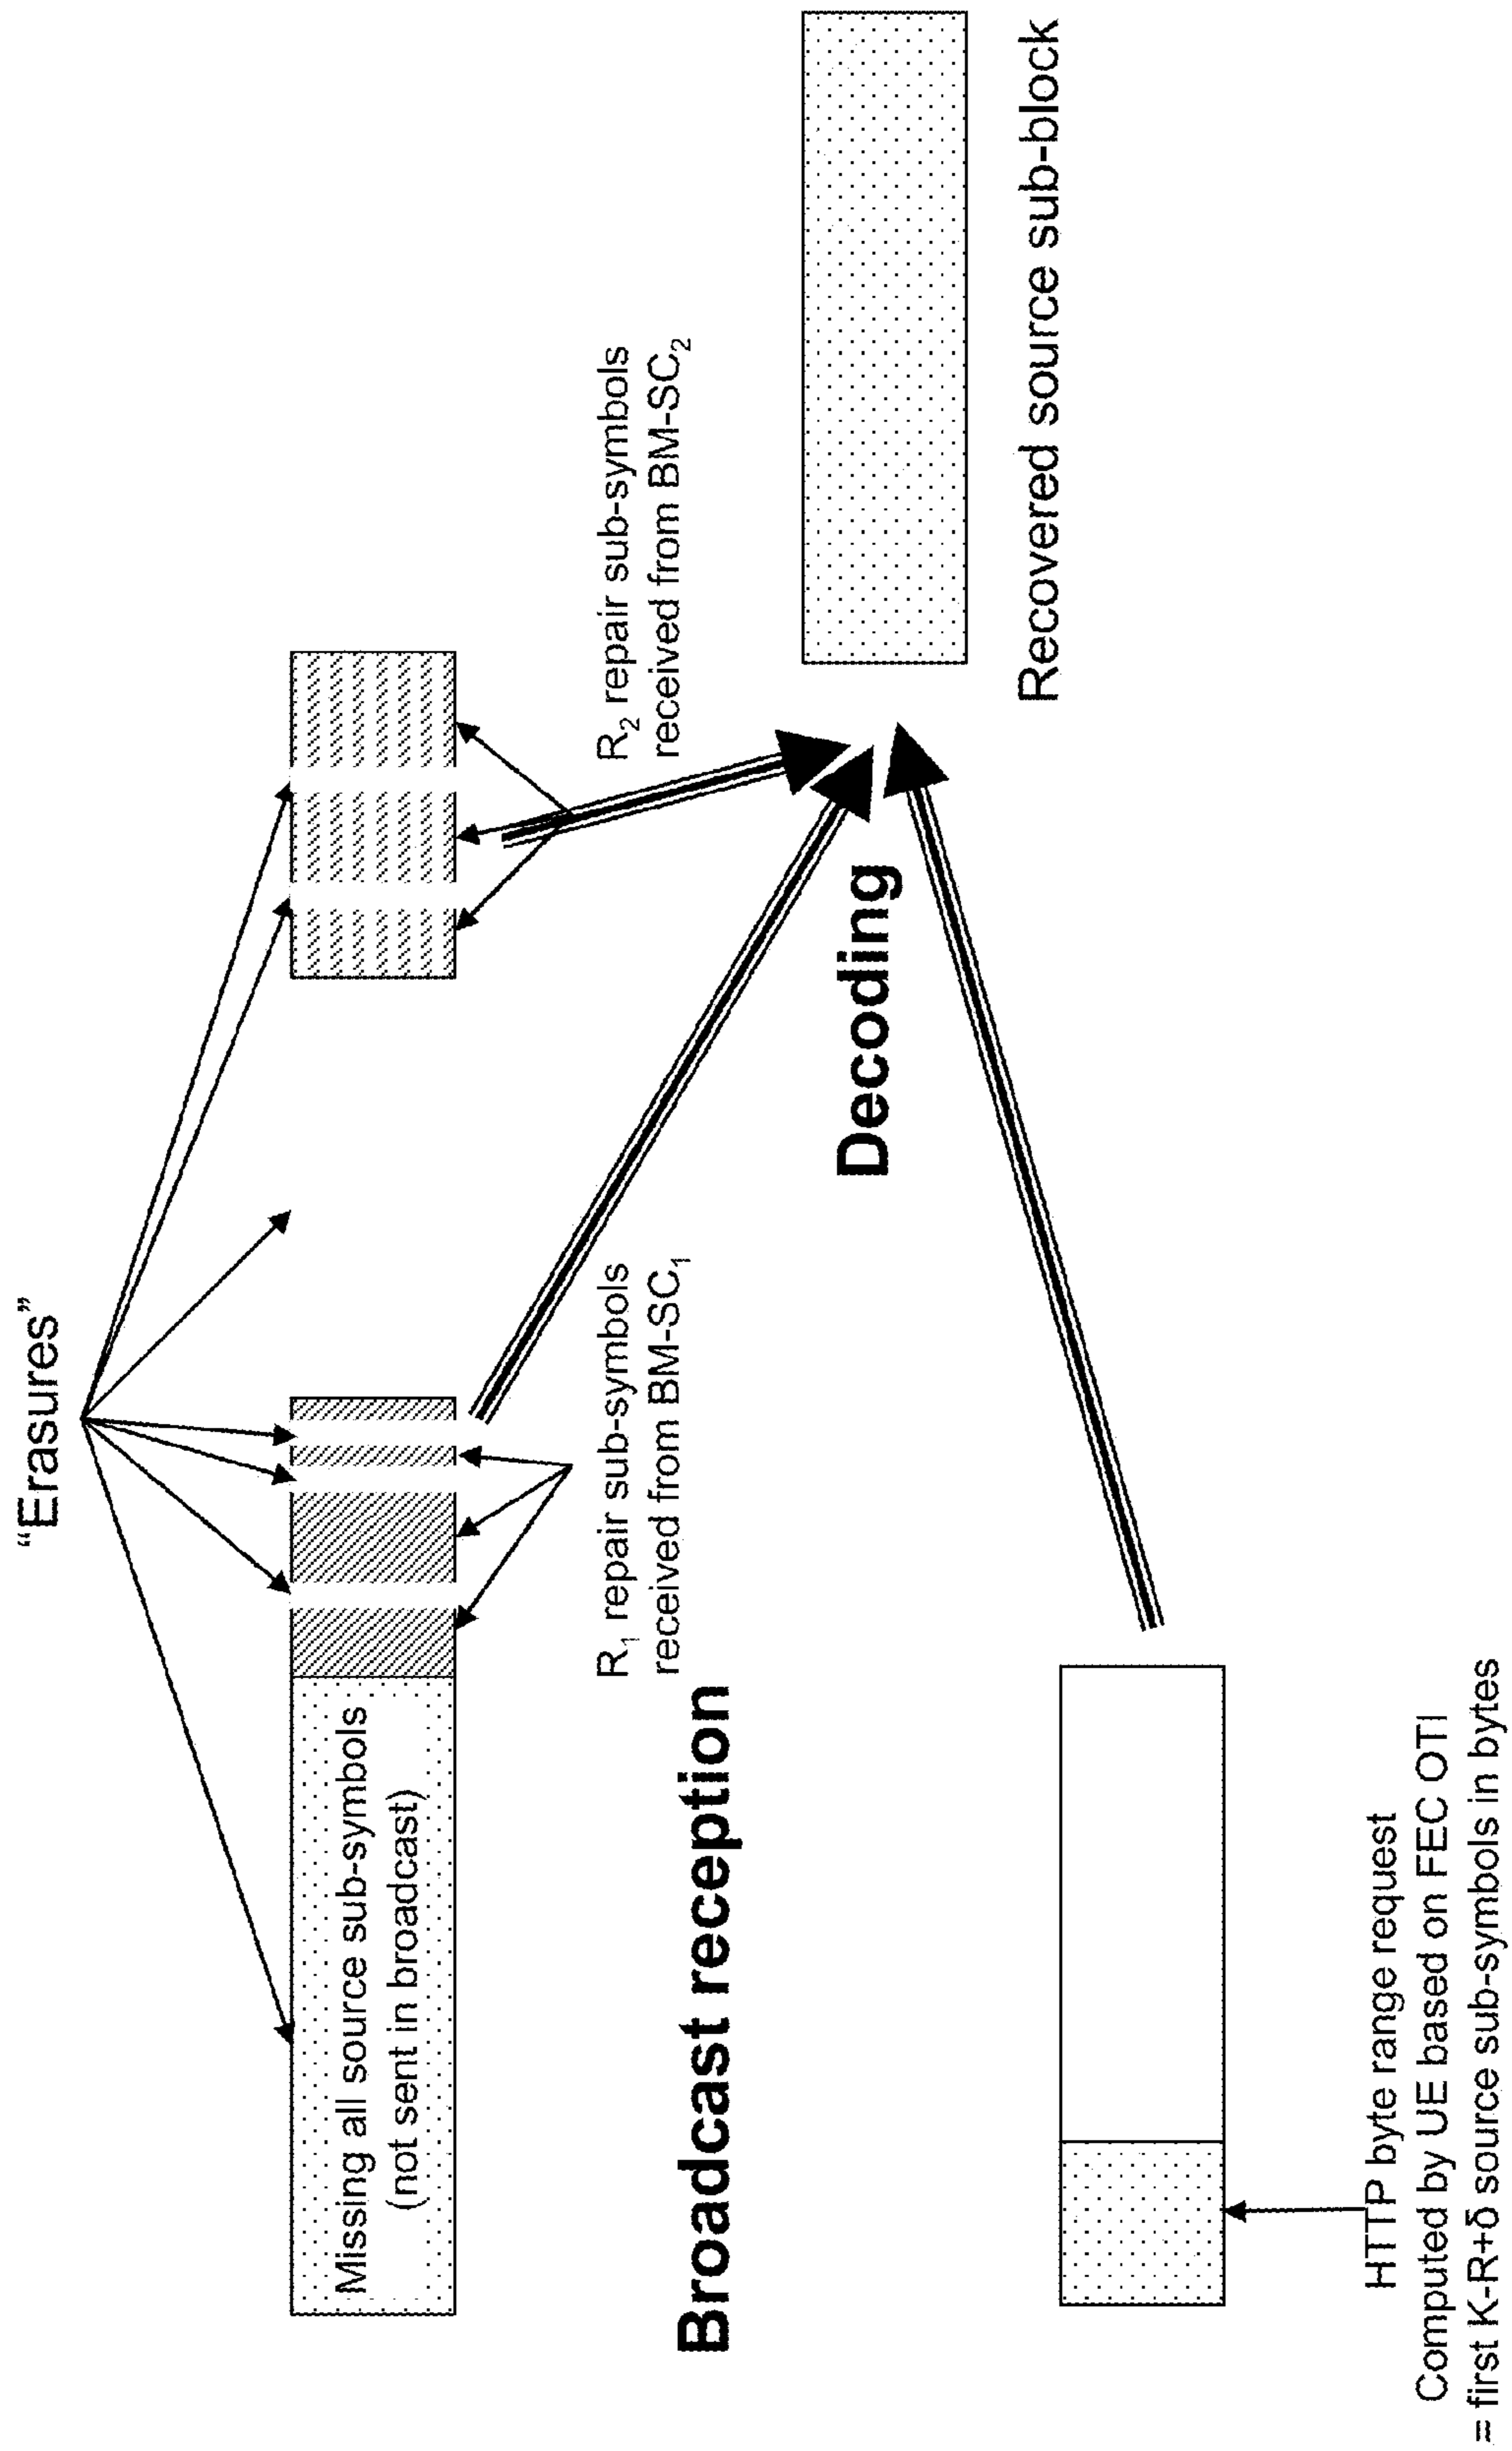 “Erasures”
Missing all source sub-symbols
(not sent in broadcast)
R₁ repair sub-symbols
received from BM-SC₁
R₂ repair sub-symbols
received from BM-SC₂
Broadcast reception
Decoding
Recovered source sub-block
HTTP byte range request
Computed by UE based on FEC OTI
= first K-R+δ source sub-symbols in bytes